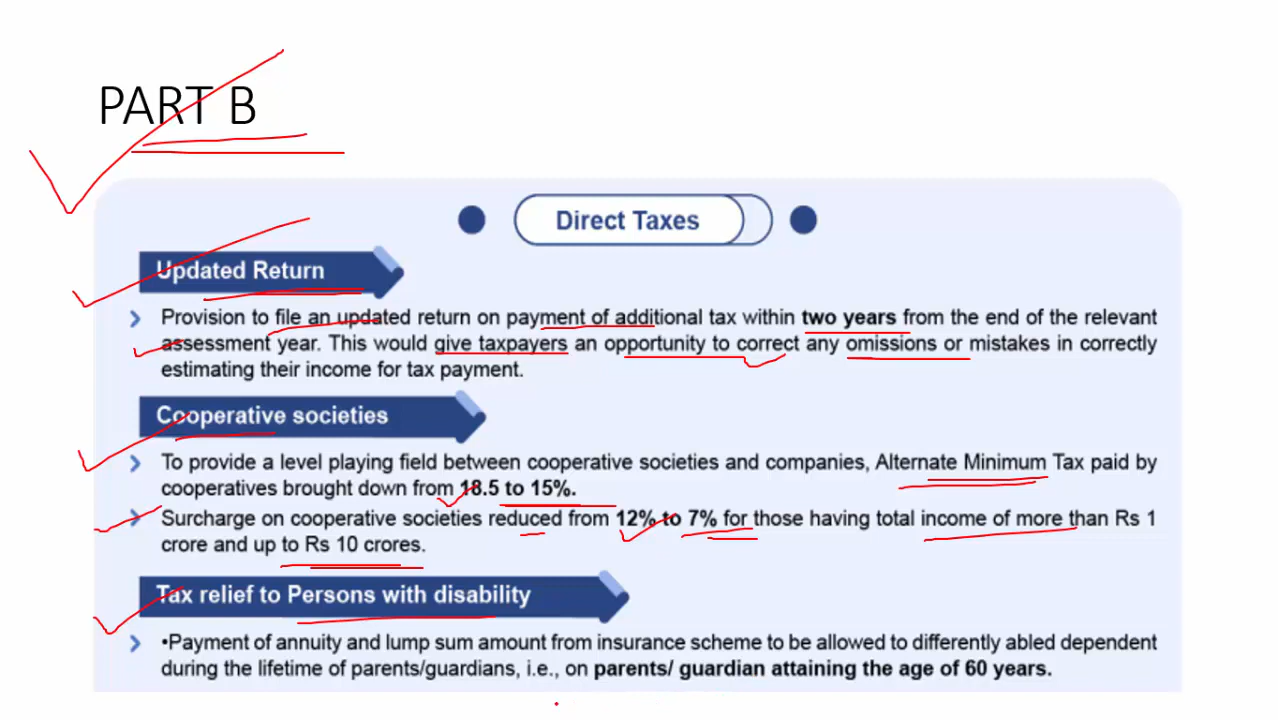 PART B
Direct Taxes
Updated Return
Provision to file an updated return on payment of additional tax within two years from the end of the relevant
assessment year. This would give taxpayers an opportunity to correct any omissions or mistakes in correctly
estimating their income for tax payment.
Cooperative societies
To provide a level playing field between cooperative societies and companies, Alternate Minimum Tax paid by
cooperatives brought down from 18.5 to 15%.
Surcharge on cooperative societies reduced from 12% to 7% for those having total income of more than Rs 1
crore and up to Rs 10 crores.
Tax relief to Persons with disability
•Payment of annuity and lump sum amount from insurance scheme to be allowed to differently abled dependent
during the lifetime of parents/guardians, i.e., on parents/ guardian attaining the age of 60 years.